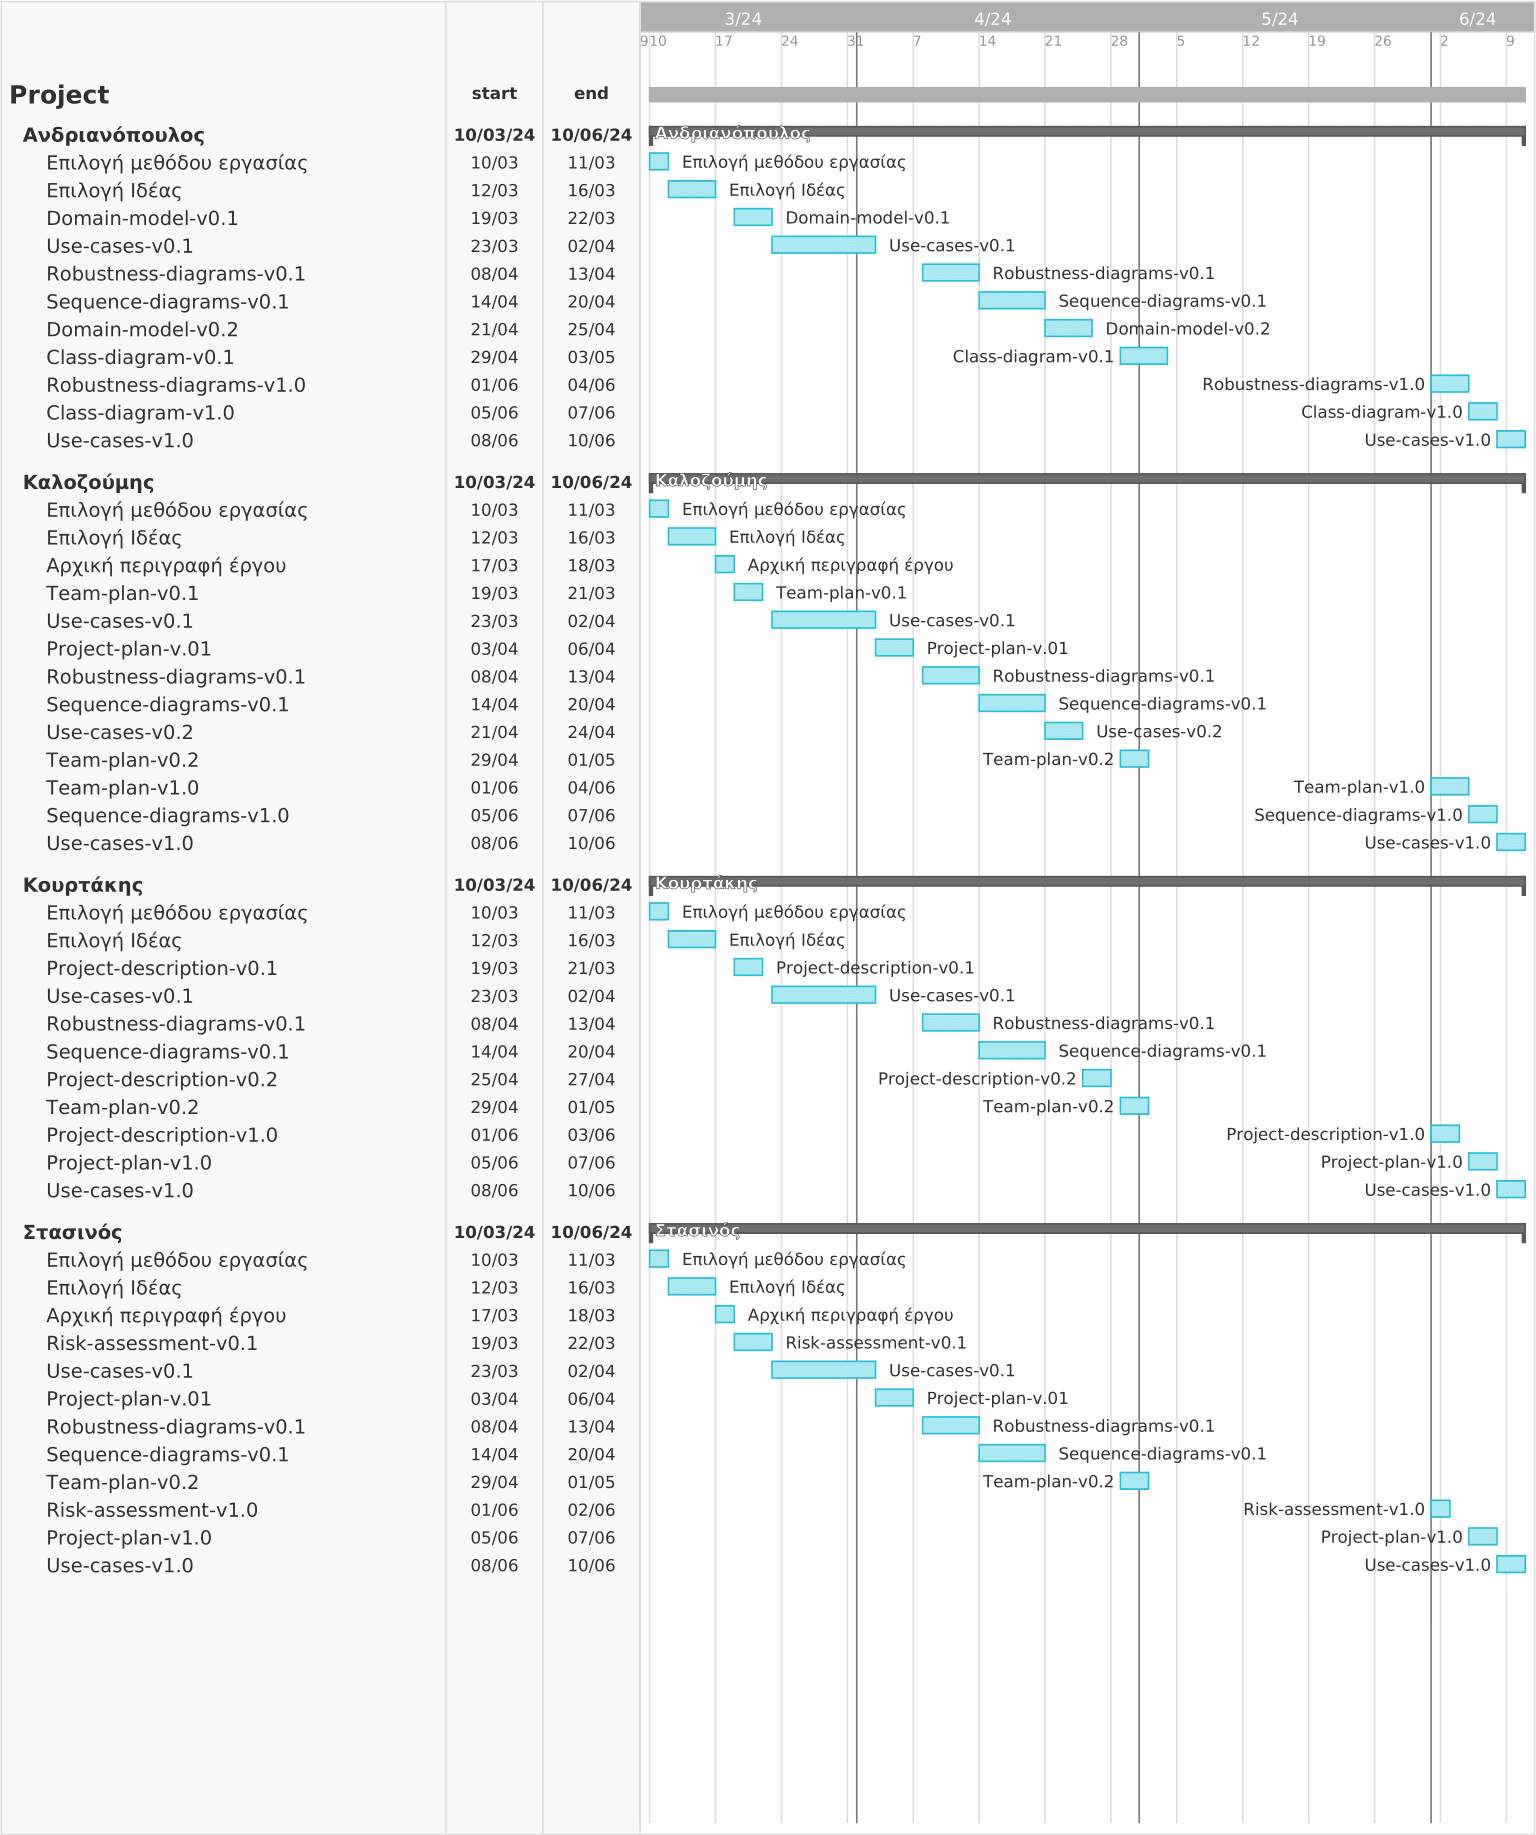 3/24 4/24 5/24 6/24
9 10 17 24 31 7 14 21 28 5 12 19 26 2 9
Project start end
Ανδριανόπουλος 10/03/24 10/06/24 Ανδριανόπουλος
Επιλογή μεθόδου εργασίας 10/03 11/03 Επιλογή μεθόδου εργασίας
Επιλογή Ιδέας 12/03 16/03 Επιλογή Ιδέας
Domain-model-v0.1 19/03 22/03 Domain-model-v0.1
Use-cases-v0.1 23/03 02/04 Use-cases-v0.1
Robustness-diagrams-v0.1 08/04 13/04 Robustness-diagrams-v0.1
Sequence-diagrams-v0.1 14/04 20/04 Sequence-diagrams-v0.1
Domain-model-v0.2 21/04 25/04 Domain-model-v0.2
Class-diagram-v0.1 29/04 03/05 Class-diagram-v0.1
Robustness-diagrams-v1.0 01/06 04/06 Robustness-diagrams-v1.0
Class-diagram-v1.0 05/06 07/06 Class-diagram-v1.0
Use-cases-v1.0 08/06 10/06 Use-cases-v1.0
Καλοζούμης 10/03/24 10/06/24 Καλοζούμης
Επιλογή μεθόδου εργασίας 10/03 11/03 Επιλογή μεθόδου εργασίας
Επιλογή Ιδέας 12/03 16/03 Επιλογή Ιδέας
Αρχική περιγραφή έργου 17/03 18/03 Αρχική περιγραφή έργου
Team-plan-v0.1 19/03 21/03 Team-plan-v0.1
Use-cases-v0.1 23/03 02/04 Use-cases-v0.1
Project-plan-v.01 03/04 06/04 Project-plan-v.01
Robustness-diagrams-v0.1 08/04 13/04 Robustness-diagrams-v0.1
Sequence-diagrams-v0.1 14/04 20/04 Sequence-diagrams-v0.1
Use-cases-v0.2 21/04 24/04 Use-cases-v0.2
Team-plan-v0.2 29/04 01/05 Team-plan-v0.2
Team-plan-v1.0 01/06 04/06 Team-plan-v1.0
Sequence-diagrams-v1.0 05/06 07/06 Sequence-diagrams-v1.0
Use-cases-v1.0 08/06 10/06 Use-cases-v1.0
Κουρτάκης 10/03/24 10/06/24 Κουρτάκης
Επιλογή μεθόδου εργασίας 10/03 11/03 Επιλογή μεθόδου εργασίας
Επιλογή Ιδέας 12/03 16/03 Επιλογή Ιδέας
Project-description-v0.1 19/03 21/03 Project-description-v0.1
Use-cases-v0.1 23/03 02/04 Use-cases-v0.1
Robustness-diagrams-v0.1 08/04 13/04 Robustness-diagrams-v0.1
Sequence-diagrams-v0.1 14/04 20/04 Sequence-diagrams-v0.1
Project-description-v0.2 25/04 27/04 Project-description-v0.2
Team-plan-v0.2 29/04 01/05 Team-plan-v0.2
Project-description-v1.0 01/06 03/06 Project-description-v1.0
Project-plan-v1.0 05/06 07/06 Project-plan-v1.0
Use-cases-v1.0 08/06 10/06 Use-cases-v1.0
Στασινός 10/03/24 10/06/24 Στασινός
Επιλογή μεθόδου εργασίας 10/03 11/03 Επιλογή μεθόδου εργασίας
Επιλογή Ιδέας 12/03 16/03 Επιλογή Ιδέας
Αρχική περιγραφή έργου 17/03 18/03 Αρχική περιγραφή έργου
Risk-assessment-v0.1 19/03 22/03 Risk-assessment-v0.1
Use-cases-v0.1 23/03 02/04 Use-cases-v0.1
Project-plan-v.01 03/04 06/04 Project-plan-v.01
Robustness-diagrams-v0.1 08/04 13/04 Robustness-diagrams-v0.1
Sequence-diagrams-v0.1 14/04 20/04 Sequence-diagrams-v0.1
Team-plan-v0.2 29/04 01/05 Team-plan-v0.2
Risk-assessment-v1.0 01/06 02/06 Risk-assessment-v1.0
Project-plan-v1.0 05/06 07/06 Project-plan-v1.0
Use-cases-v1.0 08/06 10/06 Use-cases-v1.0